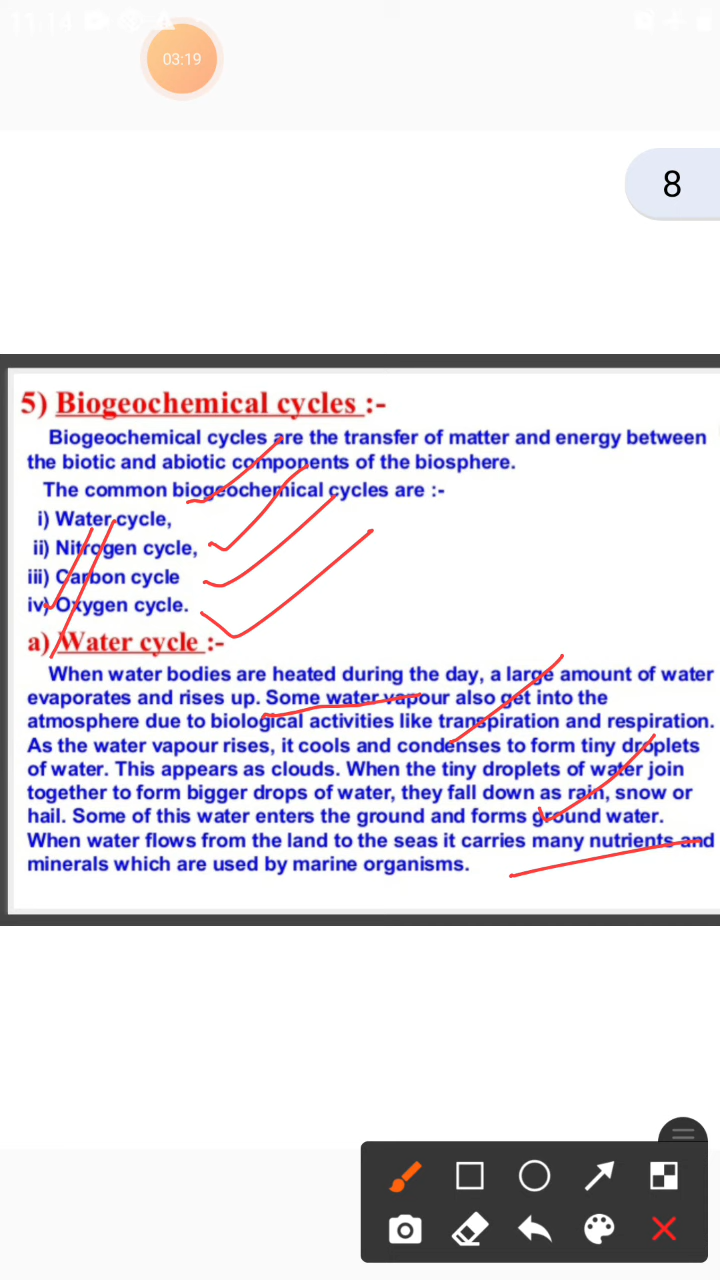 11:14
03:19
8
5) Biogeochemical cycles :-
Biogeochemical cycles are the transfer of matter and energy between
the biotic and abiotic components of the biosphere.
The common biogeochemical cycles are :-
i) Water cycle,
ii) Nitrogen cycle,
iii) Carbon cycle
iv) Oxygen cycle.
a) Water cycle :-
When water bodies are heated during the day, a large amount of water
evaporates and rises up. Some water vapour also get into the
atmosphere due to biological activities like transpiration and respiration.
As the water vapour rises, it cools and condenses to form tiny droplets
of water. This appears as clouds. When the tiny droplets of water join
together to form bigger drops of water, they fall down as rain, snow or
hail. Some of this water enters the ground and forms ground water.
When water flows from the land to the seas it carries many nutrients and
minerals which are used by marine organisms.